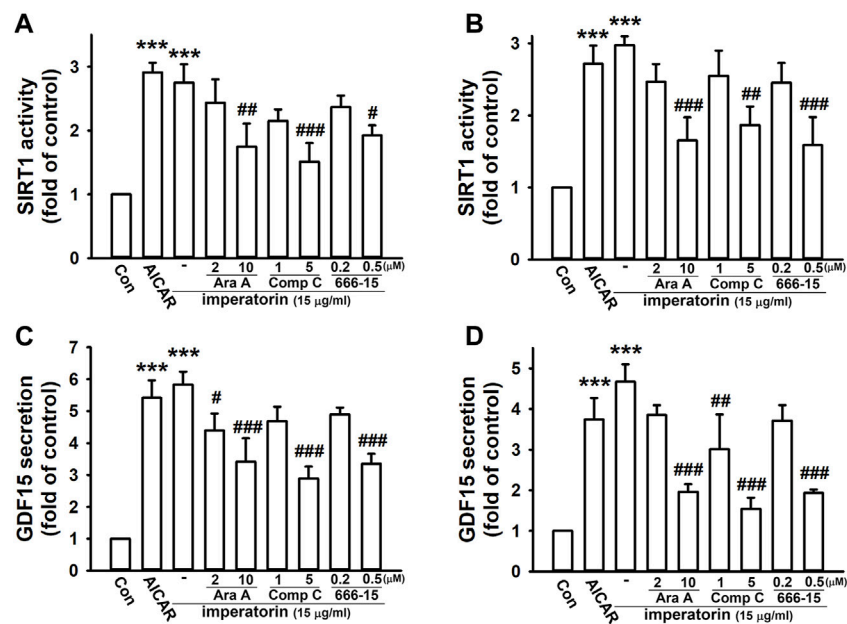 A
SIRT1 activity
(fold of control)
3
2
1
0
***
***
##
###
#
Con
AICAR
-
2
10
1
5
0.2
0.5 (μM)
Ara A
Comp C
666-15
imperatorin (15 μg/ml)
B
SIRT1 activity
(fold of control)
3
2
1
0
***
***
###
##
###
Con
AICAR
-
2
10
1
5
0.2
0.5 (μM)
Ara A
Comp C
666-15
imperatorin (15 μg/ml)
C
GDF15 secretion
(fold of control)
7
6
5
4
3
2
1
0
***
***
#
###
###
###
Con
AICAR
-
2
10
1
5
0.2
0.5 (μM)
Ara A
Comp C
666-15
imperatorin (15 μg/ml)
D
GDF15 secretion
(fold of control)
5
4
3
2
1
0
***
***
###
##
###
###
Con
AICAR
-
2
10
1
5
0.2
0.5 (μM)
Ara A
Comp C
666-15
imperatorin (15 μg/ml)